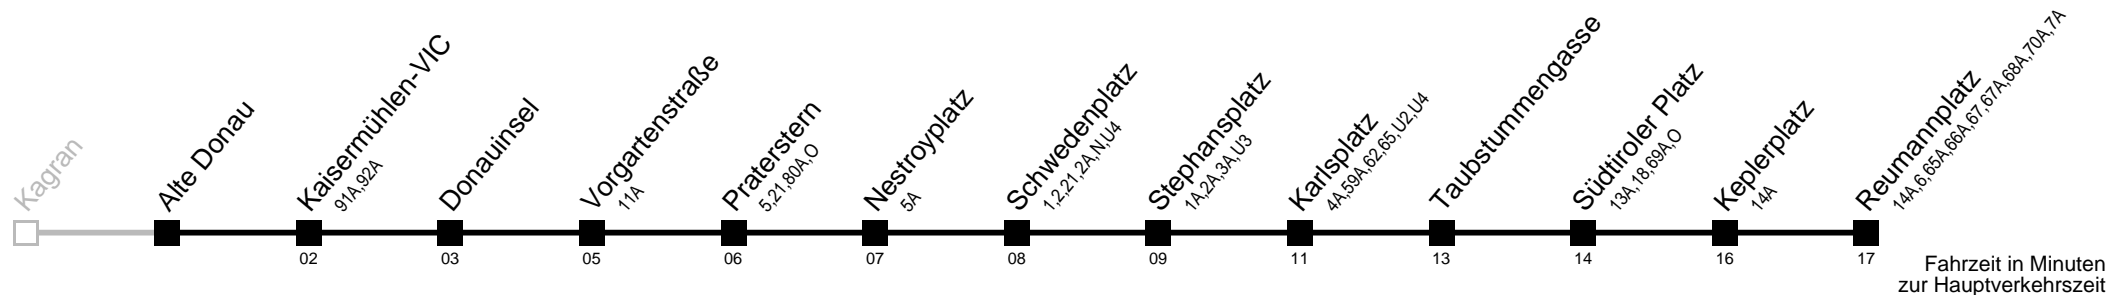 Kagran
Alte Donau
Kaisermühlen-VIC
91A,92A
02
Donauinsel
03
Vorgartenstraße
11A
05
Praterstern
5,21,80A,O
06
Nestroyplatz
5A
07
Schwedenplatz
1,2,21,2A,N,U4
08
Stephansplatz
1A,2A,3A,U3
09
Karlsplatz
4A,59A,62,65,U2,U4
11
Taubstummengasse
13
Südtiroler Platz
13A,18,69A,O
14
Keplerplatz
14A
16
Reumannplatz
14A,6,65A,66A,67,67A,68A,70A,7A
17
Fahrzeit in Minuten
zur Hauptverkehrszeit